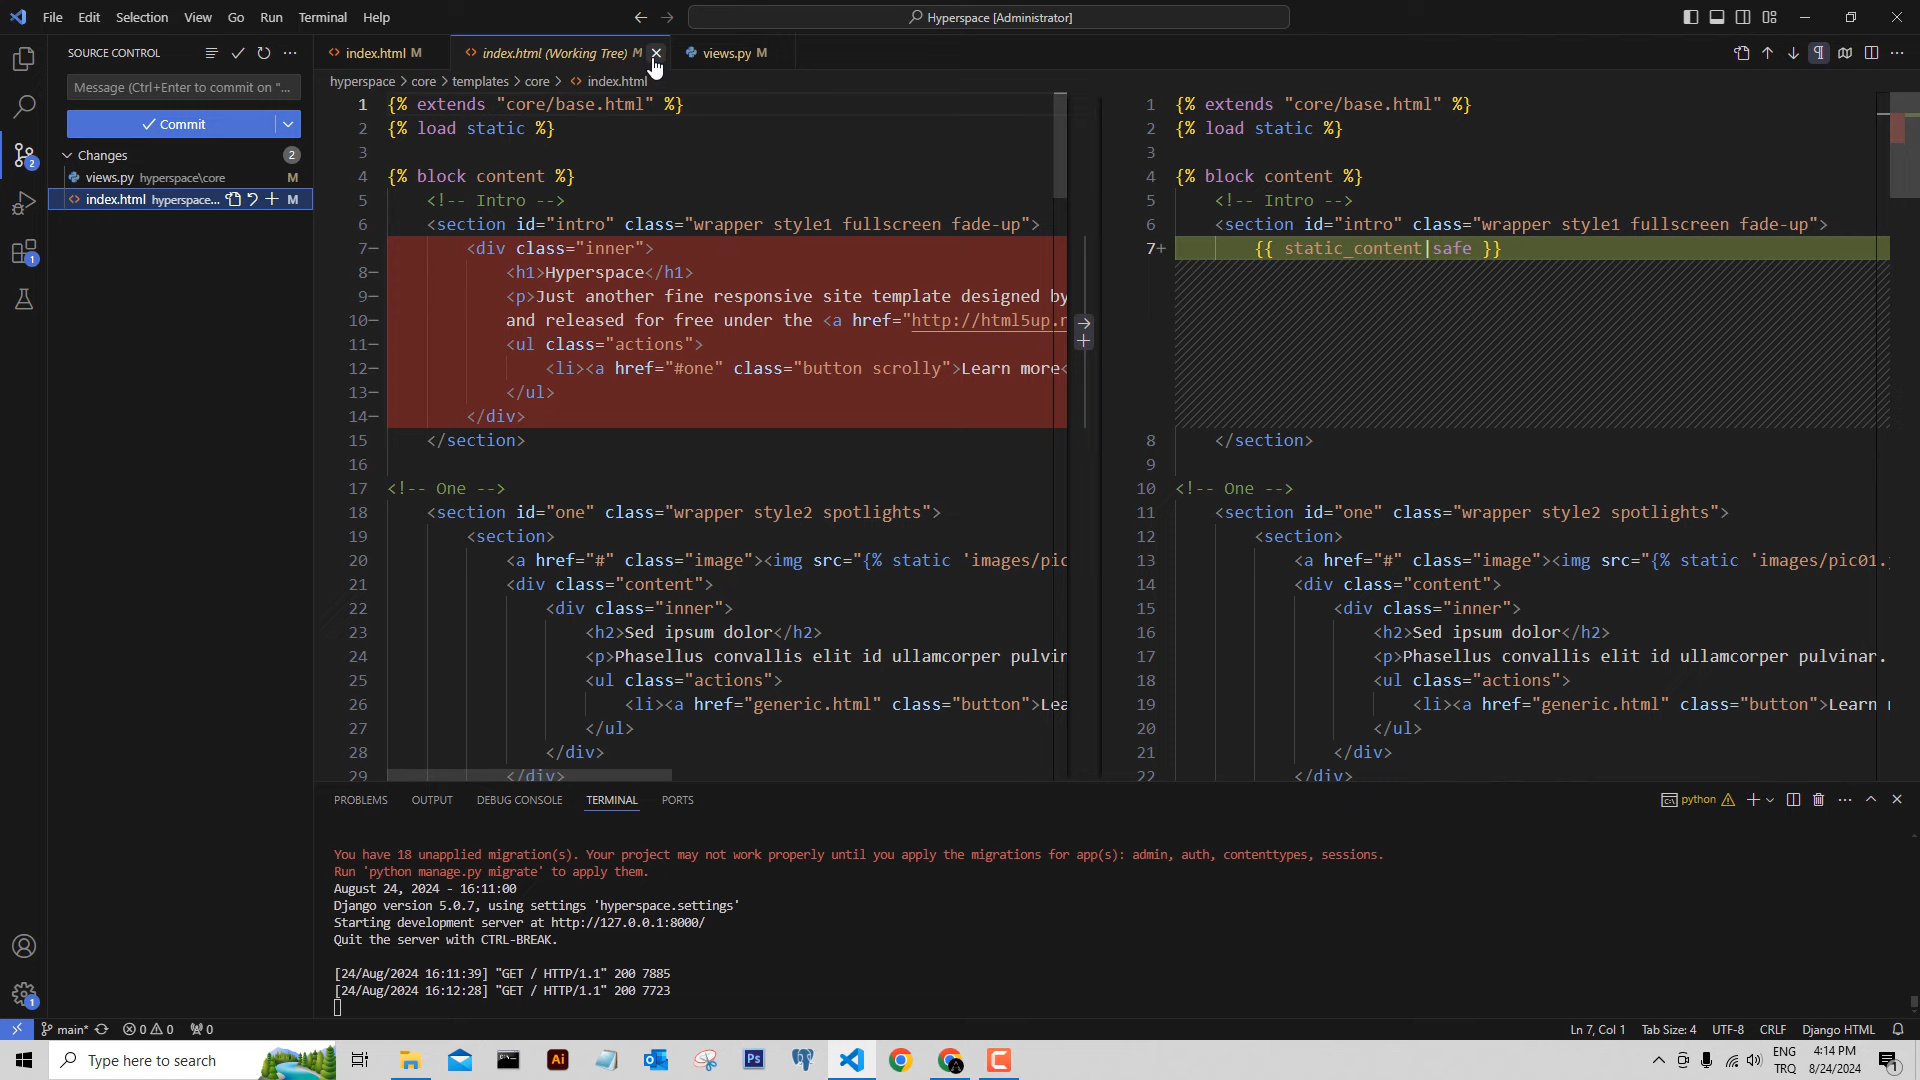 File Edit Selection View Go Run Terminal Help
Hyperspace [Administrator]
SOURCE CONTROL
index.html M
index.html (Working Tree) M
views.py M
Message (Ctrl+Enter to commit on "...
Commit
Changes 2
views.py hyperspace\core M
index.html hyperspace... M
hyperspace > core > templates > core > index.html
1 {% extends "core/base.html" %}
2 {% load static %}
3
4 {% block content %}
5 <!-- Intro -->
6 <section id="intro" class="wrapper style1 fullscreen fade-up">
7- <div class="inner">
8- <h1>Hyperspace</h1>
9- <p>Just another fine responsive site template designed by
10- and released for free under the <a href="http://html5up.n
11- <ul class="actions">
12- <li><a href="#one" class="button scrolly">Learn more<
13- </ul>
14- </div>
15 </section>
16
17 <!-- One -->
18 <section id="one" class="wrapper style2 spotlights">
19 <section>
20 <a href="#" class="image"><img src="{% static 'images/pic
21 <div class="content">
22 <div class="inner">
23 <h2>Sed ipsum dolor</h2>
24 <p>Phasellus convallis elit id ullamcorper pulvin
25 <ul class="actions">
26 <li><a href="generic.html" class="button">Lea
27 </ul>
28 </div>
29 </div>
1 {% extends "core/base.html" %}
2 {% load static %}
3
4 {% block content %}
5 <!-- Intro -->
6 <section id="intro" class="wrapper style1 fullscreen fade-up">
7+ {{ static_content|safe }}
8 </section>
9
10 <!-- One -->
11 <section id="one" class="wrapper style2 spotlights">
12 <section>
13 <a href="#" class="image"><img src="{% static 'images/pic01.
14 <div class="content">
15 <div class="inner">
16 <h2>Sed ipsum dolor</h2>
17 <p>Phasellus convallis elit id ullamcorper pulvinar.
18 <ul class="actions">
19 <li><a href="generic.html" class="button">Learn
20 </ul>
21 </div>
22 </div>
PROBLEMS OUTPUT DEBUG CONSOLE TERMINAL PORTS
python
You have 18 unapplied migration(s). Your project may not work properly until you apply the migrations for app(s): admin, auth, contenttypes, sessions.
Run 'python manage.py migrate' to apply them.
August 24, 2024 - 16:11:00
Django version 5.0.7, using settings 'hyperspace.settings'
Starting development server at http://127.0.0.1:8000/
Quit the server with CTRL-BREAK.
[24/Aug/2024 16:11:39] "GET / HTTP/1.1" 200 7885
[24/Aug/2024 16:12:28] "GET / HTTP/1.1" 200 7723
2
1
1
main* 0 0 0
Ln 7, Col 1 Tab Size: 4 UTF-8 CRLF Django HTML
Type here to search
Ai
Ps
ENG
TRQ
4:14 PM
8/24/2024
1